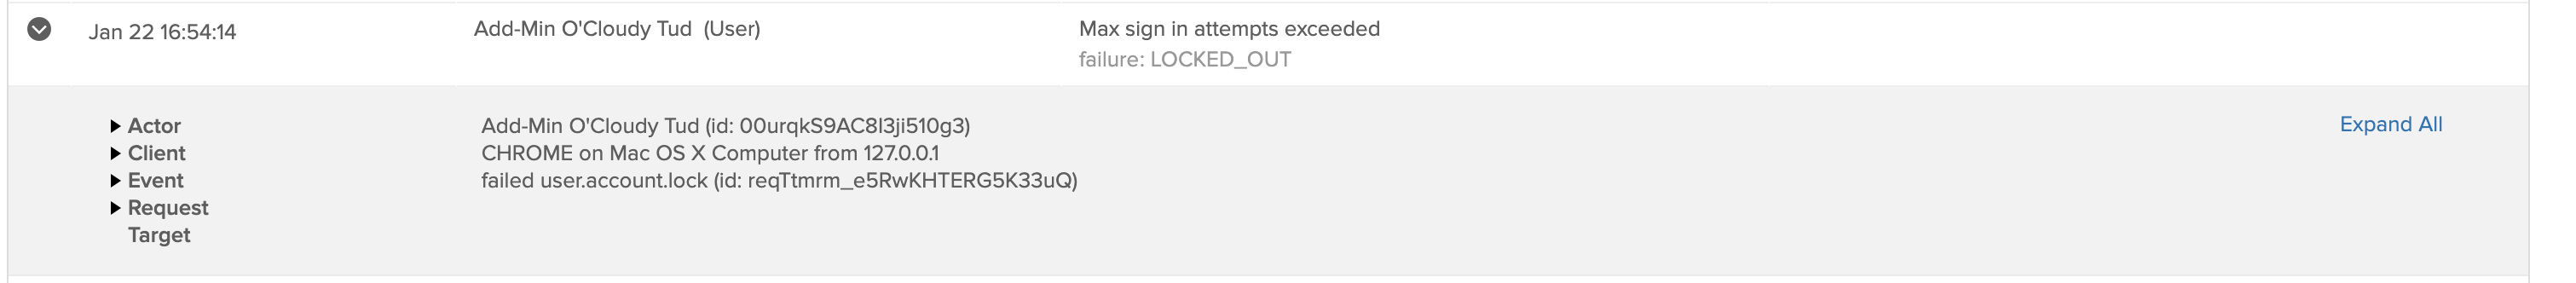 Jan 22 16:54:14 Add-Min O'Cloudy Tud (User) Max sign in attempts exceeded
failure: LOCKED_OUT
Actor Add-Min O'Cloudy Tud (id: 00urqkS9AC8I3ji510g3) Expand All
Client CHROME on Mac OS X Computer from 127.0.0.1
Event failed user.account.lock (id: reqTtmrm_e5RwKHTERG5K33uQ)
Request
Target